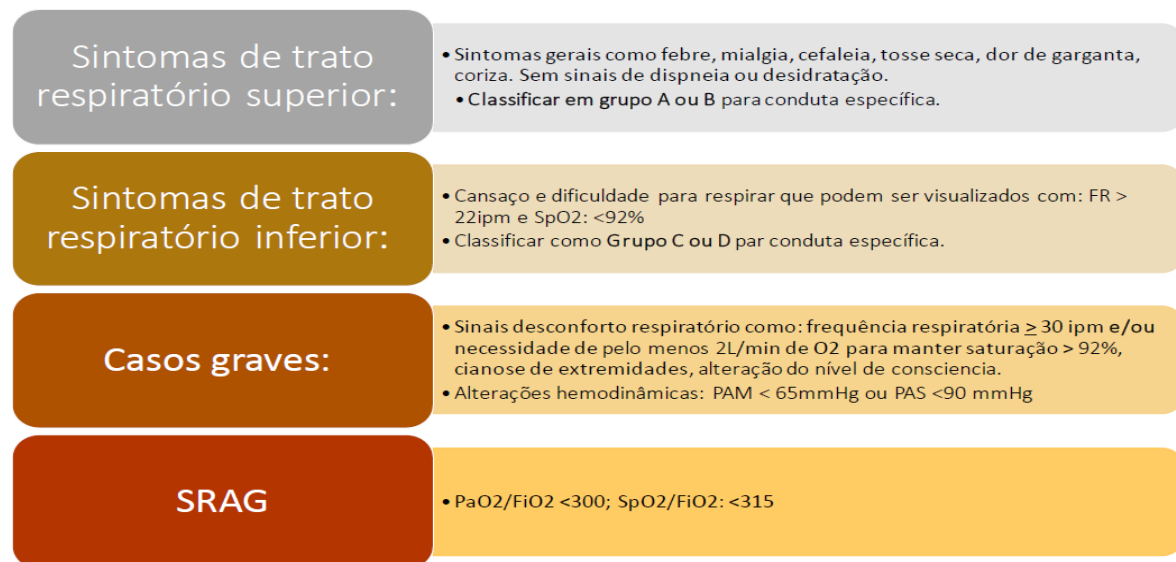 Sintomas de trato
respiratório superior:
• Sintomas gerais como febre, mialgia, cefaleia, tosse seca, dor de garganta,
coriza. Sem sinais de dispneia ou desidratação.
• Classificar em grupo A ou B para conduta específica.
Sintomas de trato
respiratório inferior:
• Cansaço e dificuldade para respirar que podem ser visualizados com: FR >
22ipm e SpO2: <92%
• Classificar como Grupo C ou D par conduta específica.
Casos graves:
• Sinais desconforto respiratório como: frequência respiratória ≥ 30 ipm e/ou
necessidade de pelo menos 2L/min de O2 para manter saturação > 92%,
cianose de extremidades, alteração do nível de consciencia.
• Alterações hemodinâmicas: PAM < 65mmHg ou PAS <90 mmHg
SRAG
• PaO2/FiO2 <300; SpO2/FiO2: <315